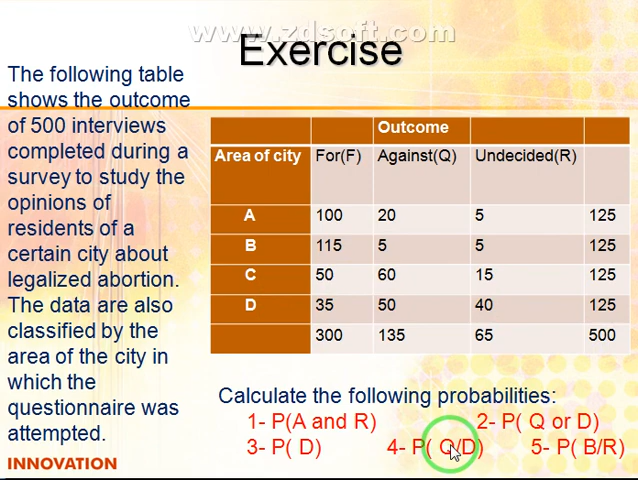 www.zdsoft.com
Exercise
The following table
shows the outcome
of 500 interviews
completed during a
survey to study the
opinions of
residents of a
certain city about
legalized abortion.
The data are also
classified by the
area of the city in
which the
questionnaire was
attempted.
INNOVATION
Outcome
Area of city For(F) Against(Q) Undecided(R)
A 100 20 5 125
B 115 5 5 125
C 50 60 15 125
D 35 50 40 125
300 135 65 500
Calculate the following probabilities:
1- P(A and R) 2- P( Q or D)
3- P( D) 4- P( Q/D) 5- P( B/R)